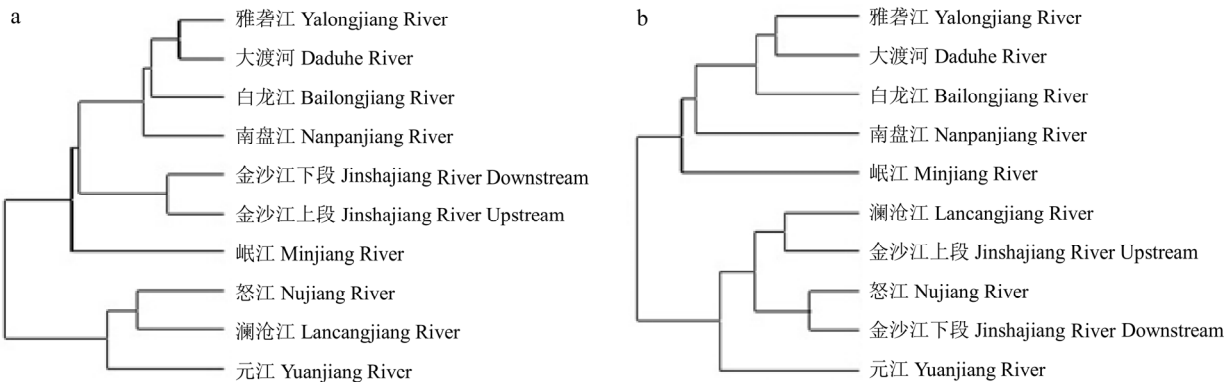 a
雅砻江 Yalongjiang River
大渡河 Daduhe River
白龙江 Bailongjiang River
南盘江 Nanpanjiang River
金沙江下段 Jinshajiang River Downstream
金沙江上段 Jinshajiang River Upstream
岷江 Minjiang River
怒江 Nujiang River
澜沧江 Lancangjiang River
元江 Yuanjiang River
b
雅砻江 Yalongjiang River
大渡河 Daduhe River
白龙江 Bailongjiang River
南盘江 Nanpanjiang River
岷江 Minjiang River
澜沧江 Lancangjiang River
金沙江上段 Jinshajiang River Upstream
怒江 Nujiang River
金沙江下段 Jinshajiang River Downstream
元江 Yuanjiang River